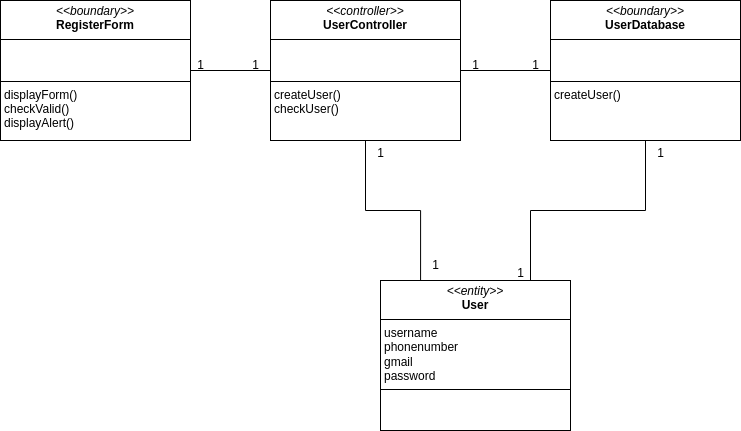 <<boundary>>
RegisterForm
displayForm()
checkValid()
displayAlert()
1
1
<<controller>>
UserController
createUser()
checkUser()
1
1
<<boundary>>
UserDatabase
createUser()
1
1
1
1
<<entity>>
User
username
phonenumber
gmail
password